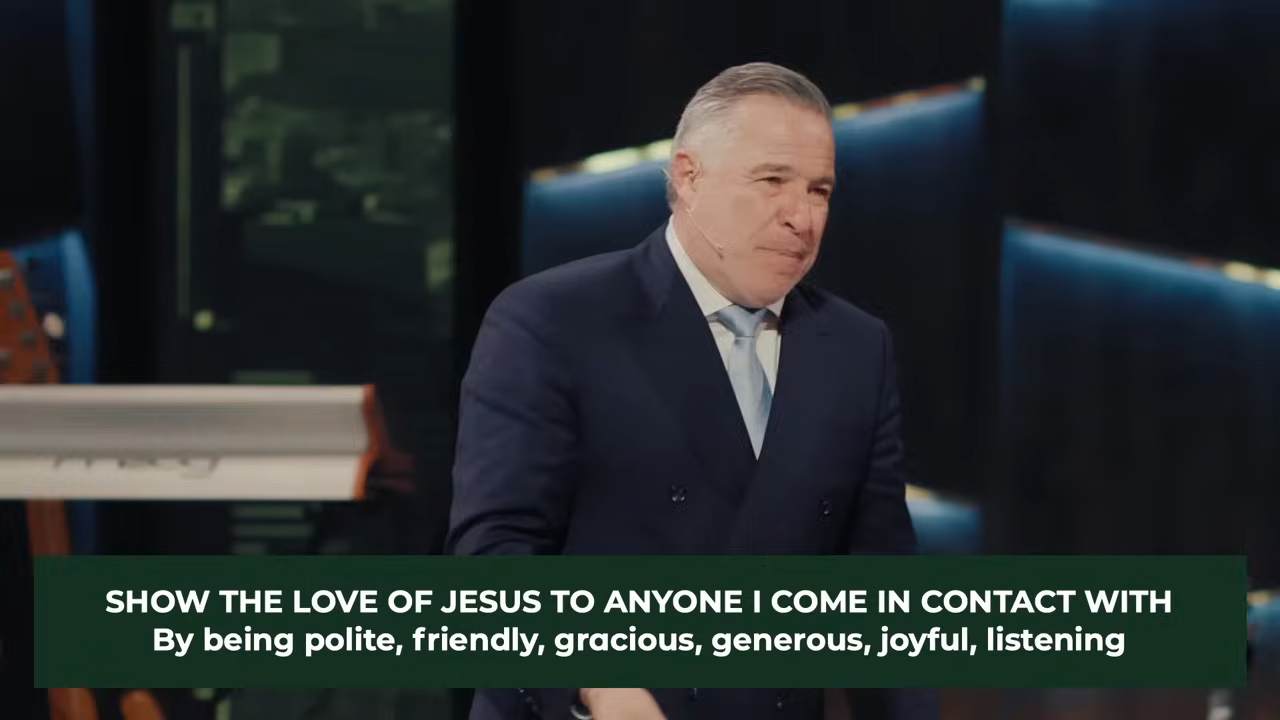 SHOW THE LOVE OF JESUS TO ANYONE I COME IN CONTACT WITH
By being polite, friendly, gracious, generous, joyful, listening